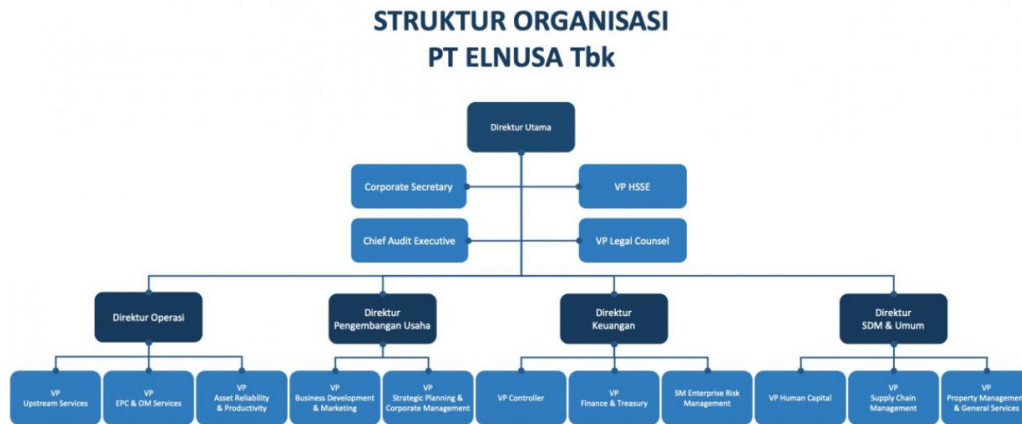 STRUKTUR ORGANISASI
PT ELNUSA Tbk
Direktur Utama
Corporate Secretary
VP HSSE
Chief Audit Executive
VP Legal Counsel
Direktur Operasi
Direktur
Pengembangan Usaha
Direktur
Keuangan
Direktur
SDM & Umum
VP
Upstream Services
VP
EPC & OM Services
VP
Asset Reliability
& Productivity
VP
Business Development
& Marketing
VP
Strategic Planning &
Corporate Management
VP Controller
VP
Finance & Treasury
SM Enterprise Risk
Management
VP Human Capital
VP
Supply Chain
Management
VP
Property Management
& General Services